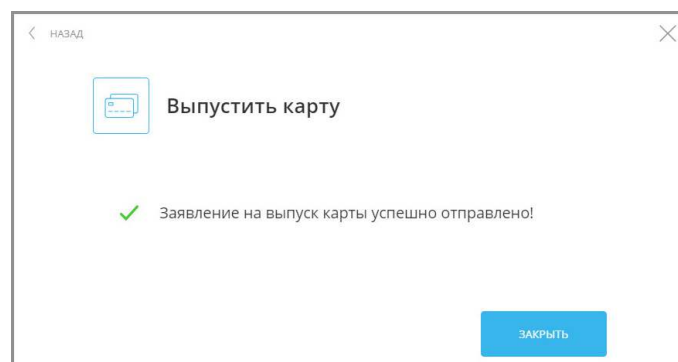 НАЗАД
Выпустить карту
Заявление на выпуск карты успешно отправлено!
ЗАКРЫТЬ